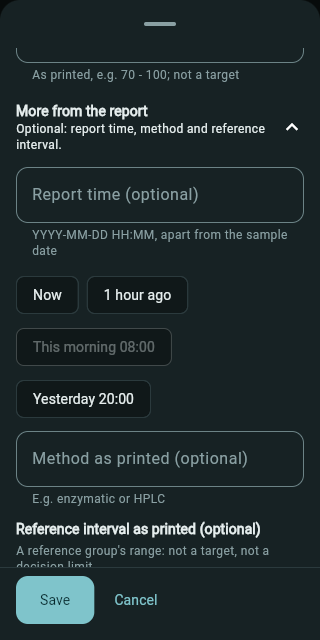 As printed, e.g. 70 - 100; not a target
More from the report
Optional: report time, method and reference
interval.
Report time (optional)
YYYY-MM-DD HH:MM, apart from the sample
date
Now
1 hour ago
This morning 08:00
Yesterday 20:00
Method as printed (optional)
E.g. enzymatic or HPLC
Reference interval as printed (optional)
A reference group's range: not a target, not a
decision limit
Save
Cancel